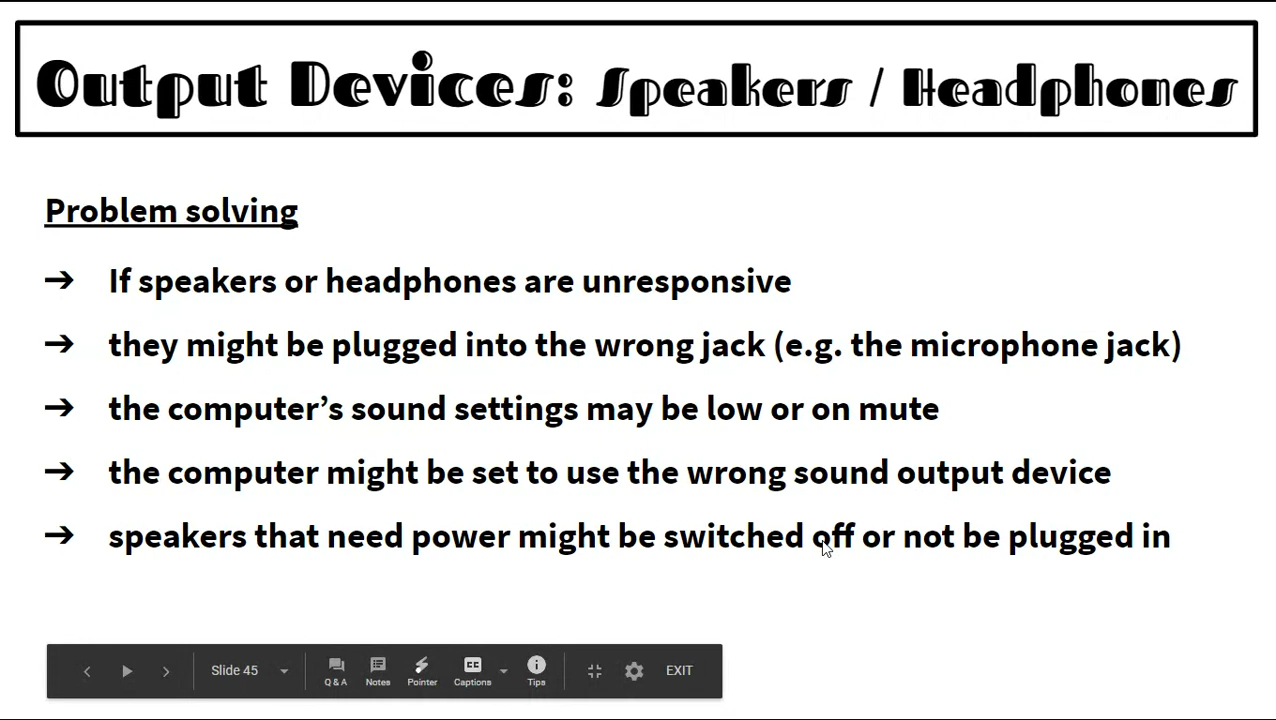 Output Devices: Speakers / Headphones
Problem solving
➔ If speakers or headphones are unresponsive
➔ they might be plugged into the wrong jack (e.g. the microphone jack)
➔ the computer’s sound settings may be low or on mute
➔ the computer might be set to use the wrong sound output device
➔ speakers that need power might be switched off or not be plugged in
Slide 45 Q & A Notes Pointer CC Captions Tips EXIT